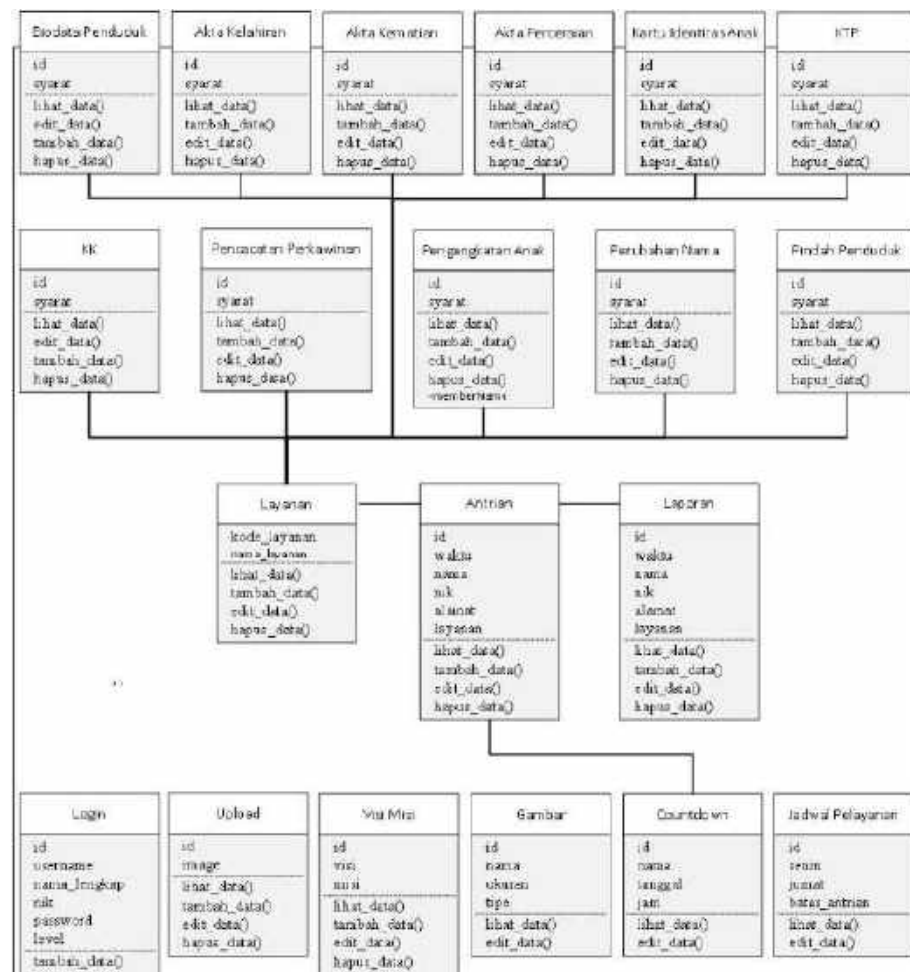 Biodata Penduduk
id
syarat
lihat_data()
edit_data()
tambah_data()
hapus_data()
Akta Kelahiran
id
syarat
lihat_data()
tambah_data()
edit_data()
hapus_data()
Akta Kematian
id
syarat
lihat_data()
tambah_data()
edit_data()
hapus_data()
Akta Perceraian
id
syarat
lihat_data()
tambah_data()
edit_data()
hapus_data()
Kartu Identitas Anak
id
syarat
lihat_data()
tambah_data()
edit_data()
hapus_data()
KTP
id
syarat
lihat_data()
tambah_data()
edit_data()
hapus_data()
KK
id
syarat
lihat_data()
edit_data()
tambah_data()
hapus_data()
Pencacatan Perkawinan
id
syarat
lihat_data()
tambah_data()
edit_data()
hapus_data()
Pengangkatan Anak
id
syarat
lihat_data()
tambah_data()
edit_data()
hapus_data()
-memberName
Perubahan Nama
id
syarat
lihat_data()
tambah_data()
edit_data()
hapus_data()
Pindah Penduduk
id
syarat
lihat_data()
tambah_data()
edit_data()
hapus_data()
Layanan
kode_layanan
nama_layanan
lihat_data()
tambah_data()
edit_data()
hapus_data()
Antrian
id
waktu
nama
nik
alamat
layanan
lihat_data()
tambah_data()
edit_data()
hapus_data()
Laporan
id
waktu
nama
nik
alamat
layanan
lihat_data()
tambah_data()
edit_data()
hapus_data()
Login
id
username
nama_lengkap
nik
password
level
tambah_data()
Upload
id
image
lihat_data()
tambah_data()
edit_data()
hapus_data()
Visi Misi
id
visi
misi
lihat_data()
tambah_data()
edit_data()
hapus_data()
Gambar
id
nama
ukuran
tipe
lihat_data()
edit_data()
Countdown
id
nama
tanggal
jam
lihat_data()
edit_data()
Jadwal Pelayanan
id
senin
jumat
batas_antrian
lihat_data()
edit_data()